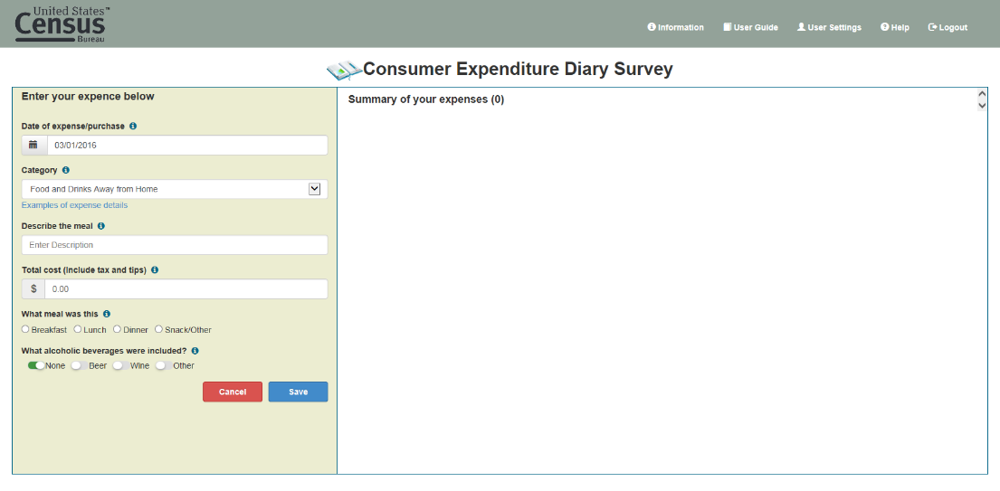 United States™
Census
Bureau
Information User Guide User Settings Help Logout
Consumer Expenditure Diary Survey
Enter your expence below
Summary of your expenses (0)
Date of expense/purchase
03/01/2016
Category
Food and Drinks Away from Home
Examples of expense details
Describe the meal
Enter Description
Total cost (Include tax and tips)
$ 0.00
What meal was this
Breakfast Lunch Dinner Snack/Other
What alcoholic beverages were included?
None Beer Wine Other
Cancel Save